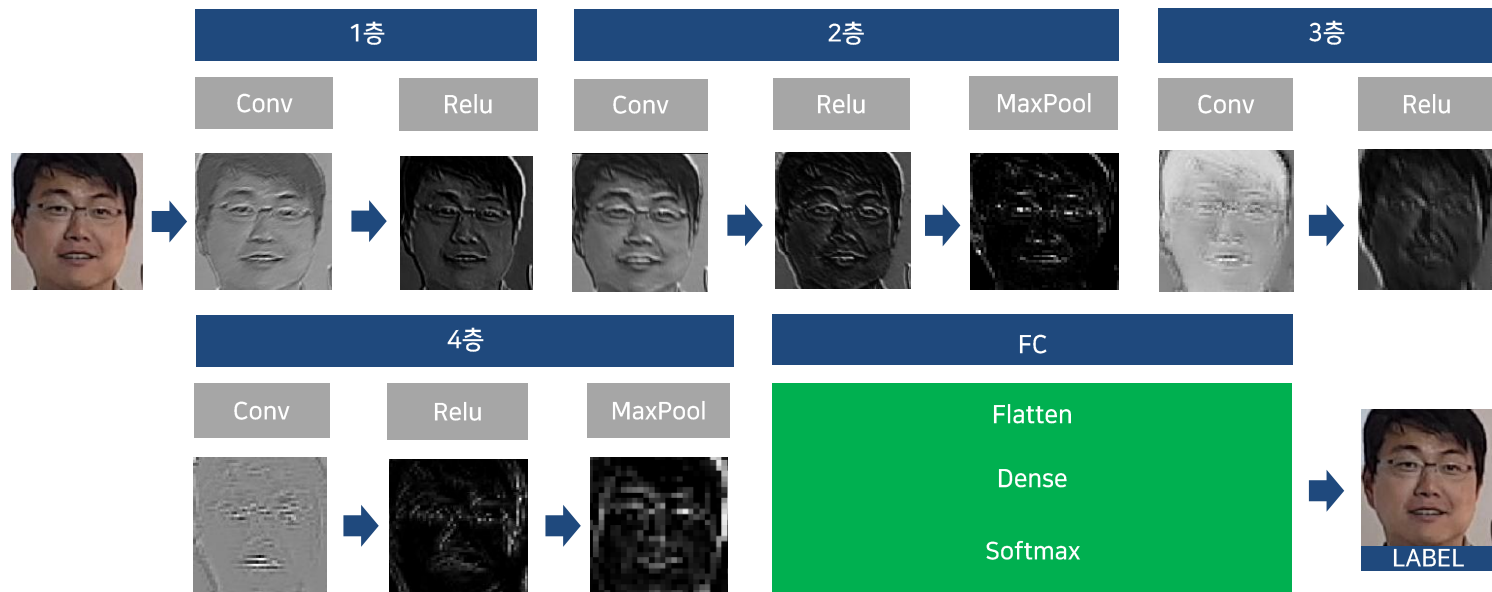 1층
2층
3층
Conv
Relu
Conv
Relu
MaxPool
Conv
Relu
4층
FC
Conv
Relu
MaxPool
Flatten
Dense
Softmax
LABEL